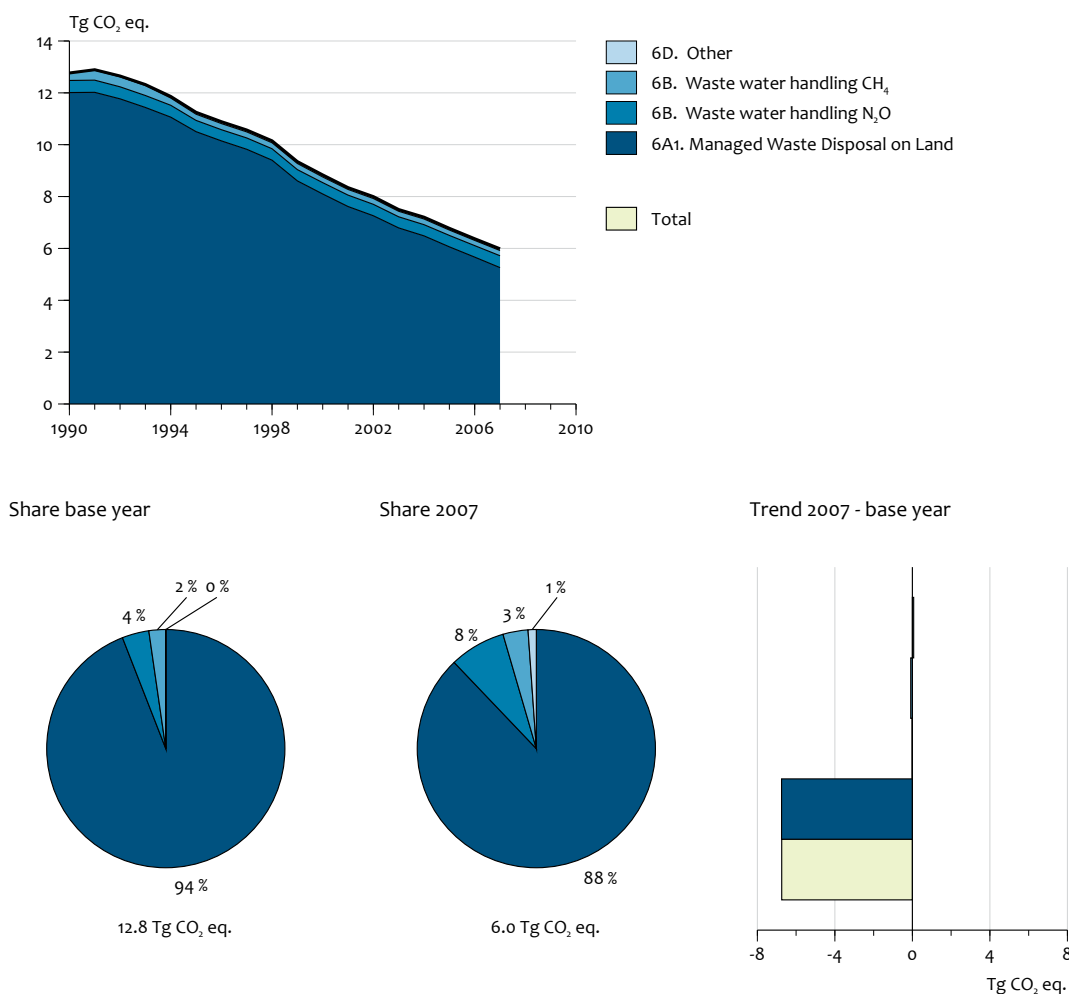 Tg CO₂ eq.
14
12
10
8
6
4
2
0
1990 1994 1998 2002 2006 2010
6D. Other
6B. Waste water handling CH₄
6B. Waste water handling N₂O
6A1. Managed Waste Disposal on Land
Total
Share base year
4 % 2 % 0 %
94 %
12.8 Tg CO₂ eq.
Share 2007
8 % 3 % 1 %
88 %
6.0 Tg CO₂ eq.
Trend 2007 - base year
-8 -4 0 4 8
Tg CO₂ eq.